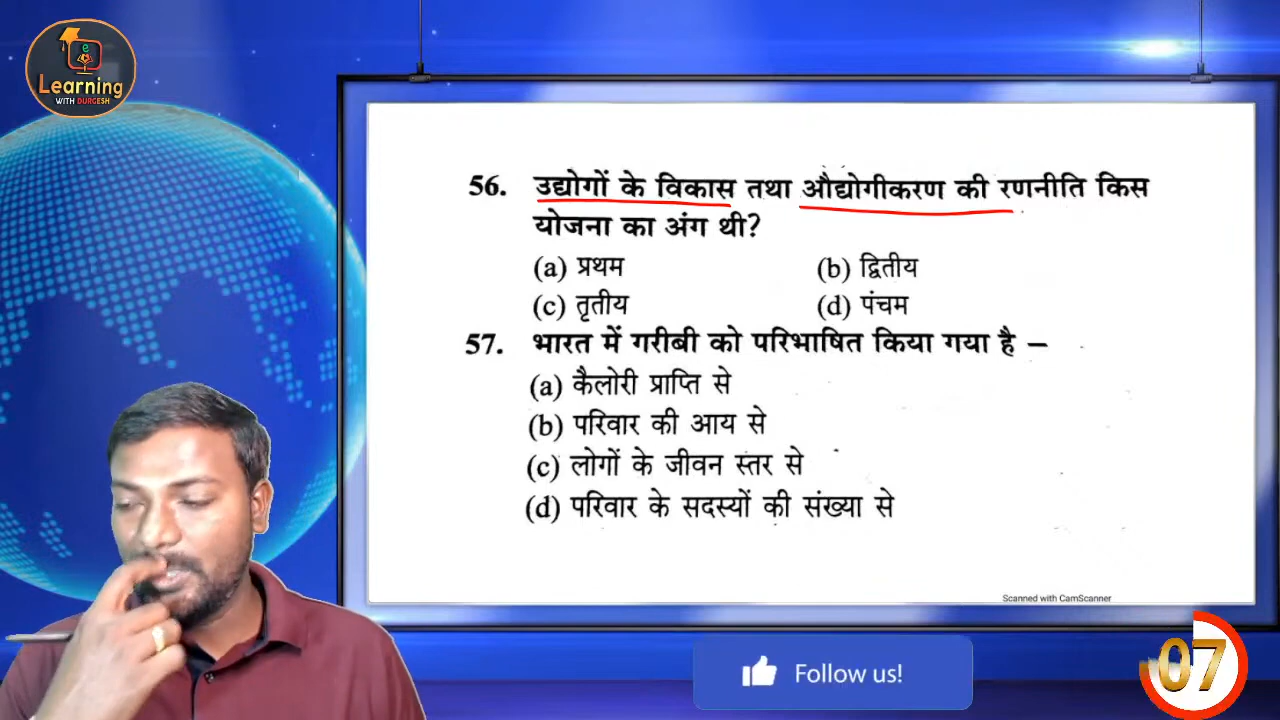 e
Learning
WITH DURGESH
56. उद्योगों के विकास तथा औद्योगीकरण की रणनीति किस
योजना का अंग थी?
(a) प्रथम (b) द्वितीय
(c) तृतीय (d) पंचम
57. भारत में गरीबी को परिभाषित किया गया है –
(a) कैलोरी प्राप्ति से
(b) परिवार की आय से
(c) लोगों के जीवन स्तर से
(d) परिवार के सदस्यों की संख्या से
Scanned with CamScanner
Follow us!
07